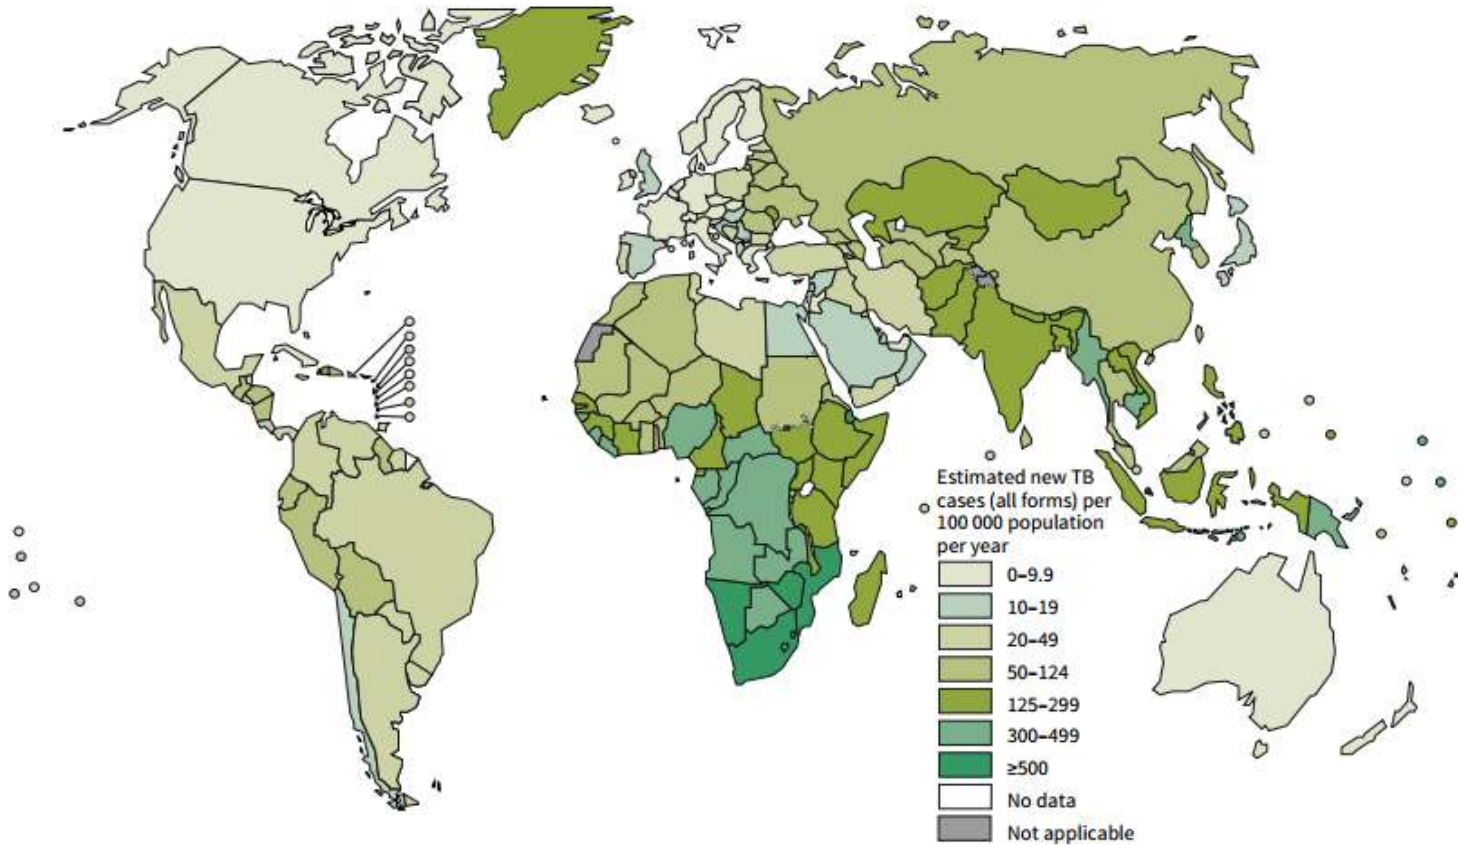 Estimated new TB
cases (all forms) per
100 000 population
per year
0–9.9
10–19
20–49
50–124
125–299
300–499
≥500
No data
Not applicable